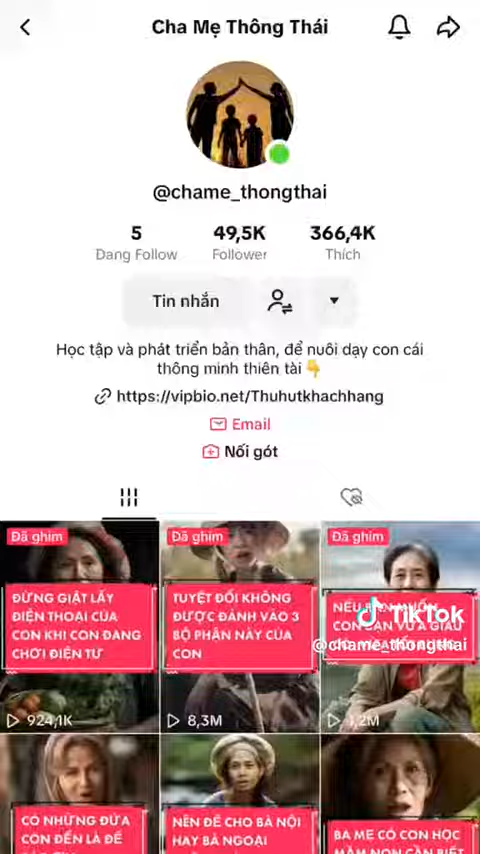 Cha Mẹ Thông Thái
@chame_thongthai
5
49,5K
366,4K
Đang Follow
Follower
Thích
Tin nhắn
Học tập và phát triển bản thân, để nuôi dạy con cái
thông minh thiên tài👇
https://vipbio.net/Thuhutkhachhang
Email
Nối gót
Đã ghim
ĐỪNG GIẬT LẤY
ĐIỆN THOẠI CỦA
CON KHI CON ĐANG
CHƠI ĐIỆN TỬ
924,1K
Đã ghim
TUYỆT ĐỐI KHÔNG
ĐƯỢC ĐÁNH VÀO 3
BỘ PHẬN NÀY CỦA
CON
8,3M
Đã ghim
NẾU
CON BẠN VỪA GIÀU
TikTok
@chame_thongthai
,2M
CÓ NHỮNG ĐỨA
CON ĐẾN LÀ ĐỂ
NÊN ĐỂ CHO BÀ NỘI
HAY BÀ NGOẠI
BA MẸ CÓ CON HỌC
MẦM NON CẦN BIẾT